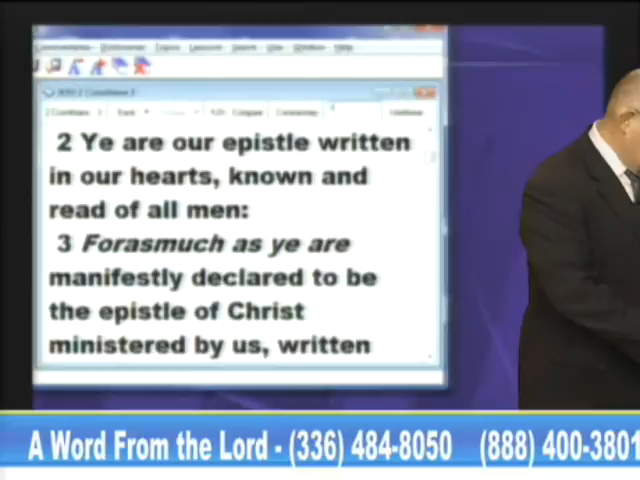 2 Ye are our epistle written
in our hearts, known and
read of all men:
3 Forasmuch as ye are
manifestly declared to be
the epistle of Christ
ministered by us, written
A Word From the Lord - (336) 484-8050 (888) 400-3801